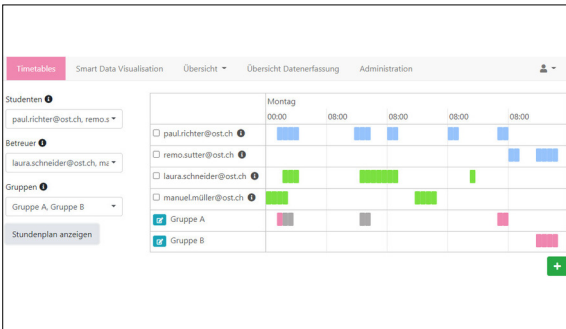 Timetables Smart Data Visualisation Übersicht Übersicht Datenerfassung Administration
Studenten
paul.richter@ost.ch, remo.s
Betreuer
laura.schneider@ost.ch, ma
Gruppen
Gruppe A, Gruppe B
Stundenplan anzeigen
Montag
00:00 08:00 08:00 08:00 08:00
paul.richter@ost.ch
remo.sutter@ost.ch
laura.schneider@ost.ch
manuel.müller@ost.ch
Gruppe A
Gruppe B
+